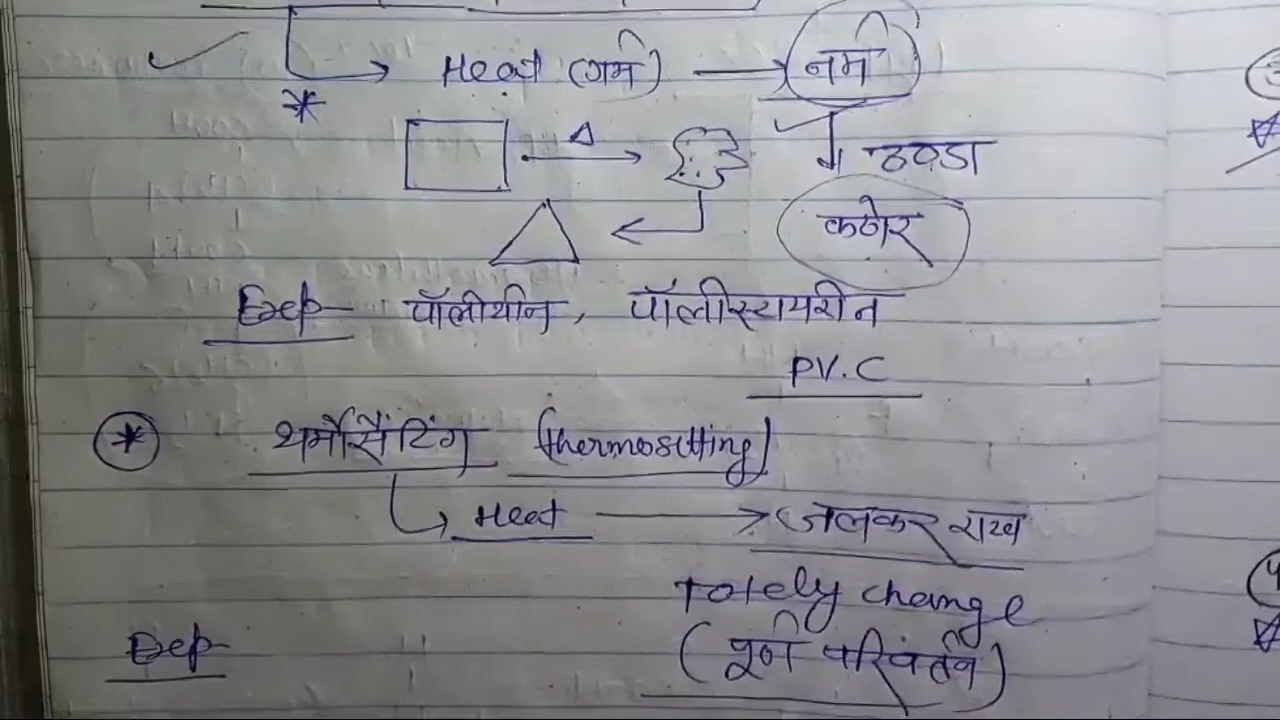 Heat (गर्म) → नर्म
Δ → ↓ ठण्डा
कठोर
Exp- पॉलीथीन, पॉलीस्टायरीन
PV.C
* थर्मोसैटिंग (thermosetting)
Heat → जलकर राख
Totely change
Exp- (पूर्ण परिवर्तन)